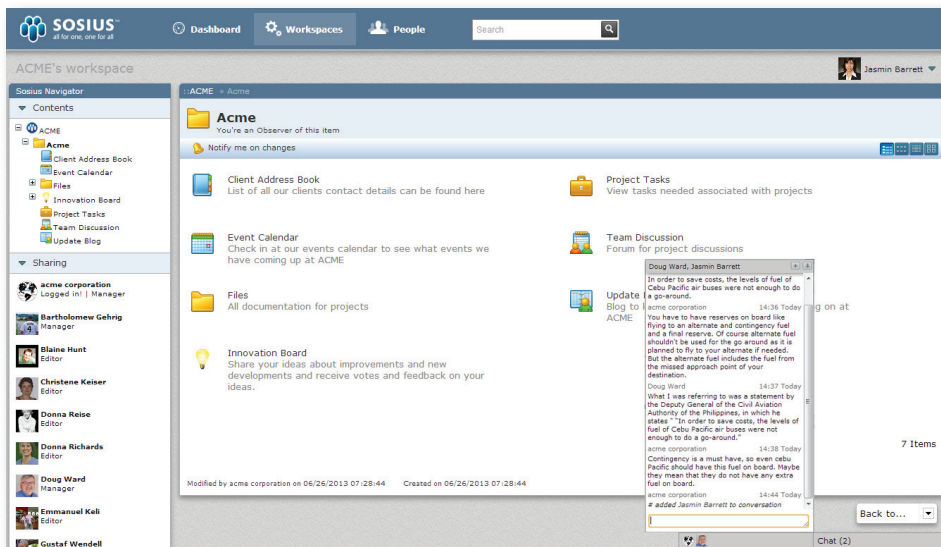 SOSIUS™
all for one, one for all
Dashboard
Workspaces
People
Search
ACME's workspace
Jasmin Barrett
Sosius Navigator
Contents
ACME
Acme
Client Address Book
Event Calendar
Files
Innovation Board
Project Tasks
Team Discussion
Update Blog
Sharing
acme corporation
Logged in! | Manager
Bartholomew Gehrig
Manager
Blaine Hunt
Editor
Christene Keiser
Editor
Donna Reise
Editor
Donna Richards
Editor
Doug Ward
Manager
Emmanuel Keli
Editor
Gustaf Wendell
::ACME » Acme
Acme
You're an Observer of this item
Notify me on changes
Client Address Book
List of all our clients contact details can be found here
Event Calendar
Check in at our events calendar to see what events we
have coming up at ACME
Files
All documentation for projects
Innovation Board
Share your ideas about improvements and new
developments and receive votes and feedback on your
ideas.
Project Tasks
View tasks needed associated with projects
Team Discussion
Forum for project discussions
Update
Blog to
ng on at
ACME
7 Items
Modified by acme corporation on 06/26/2013 07:28:44 Created on 06/26/2013 07:28:44
Doug Ward, Jasmin Barrett
In order to save costs, the levels of fuel of
Cebu Pacific air buses were not enough to do
a go-around.
acme corporation 14:36 Today
You have to have reserves on board like
flying to an alternate and contingency fuel
and a final reserve. Of course alternate fuel
shouldn't be used for the go around as it is
planned to fly to your alternate if needed.
But the alternate fuel includes the fuel from
the missed approach point of your
destination.
Doug Ward 14:37 Today
What I was referring to was a statement by
the Deputy General of the Civil Aviation
Authority of the Philippines, in which he
states " "In order to save costs, the levels of
fuel of Cebu Pacific air buses were not
enough to do a go-around."
acme corporation 14:38 Today
Contingency is a must have, so even cebu
Pacific should have this fuel on board. Maybe
they mean that they do not have any extra
fuel on board.
acme corporation 14:44 Today
# added Jasmin Barrett to conversation
Back to...
Chat (2)